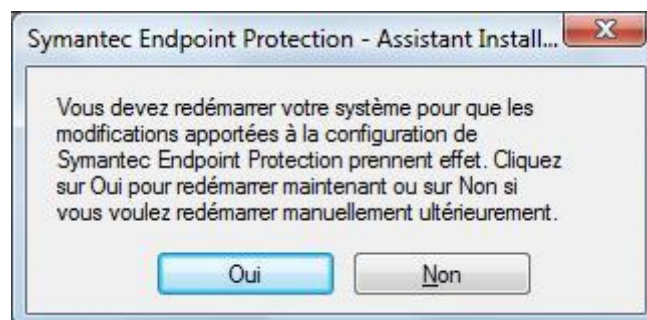 Symantec Endpoint Protection - Assistant Install...
Vous devez redémarrer votre système pour que les
modifications apportées à la configuration de
Symantec Endpoint Protection prennent effet. Cliquez
sur Oui pour redémarrer maintenant ou sur Non si
vous voulez redémarrer manuellement ultérieurement.
Oui
Non